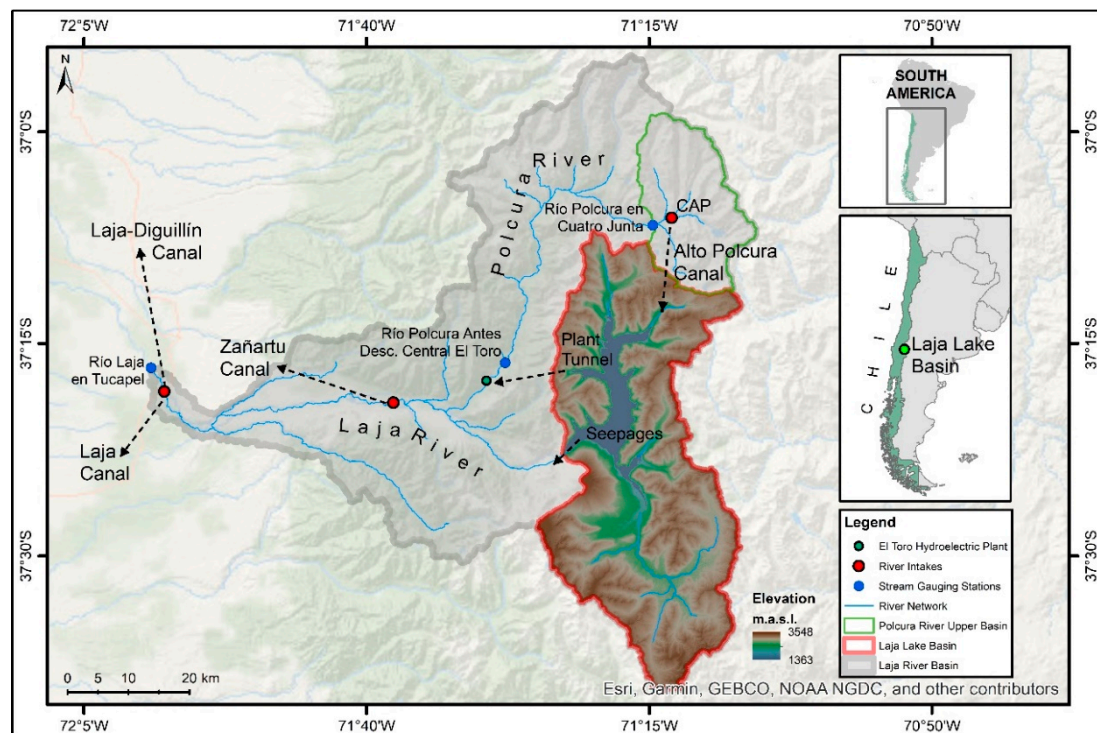 72°5'W
71°40'W
71°15'W
70°50'W
N
SOUTH
AMERICA
37°0'S
37°0'S
Polcura River
Río Polcura en
Cuatro Junta
CAP
Laja-Diguillín
Canal
Alto Polcura
Canal
CHILE
37°15'S
37°15'S
Río Laja
en Tucapel
Zañartu
Canal
Río Polcura Antes
Desc. Central El Toro
Plant
Tunnel
Laja Lake
Basin
Laja River
Laja
Canal
Seepages
37°30'S
37°30'S
Legend
El Toro Hydroelectric Plant
River Intakes
Stream Gauging Stations
River Network
Polcura River Upper Basin
Laja Lake Basin
Laja River Basin
Elevation
m.a.s.l.
3548
1363
0 5 10 20 km
Esri, Garmin, GEBCO, NOAA NGDC, and other contributors
72°5'W
71°40'W
71°15'W
70°50'W